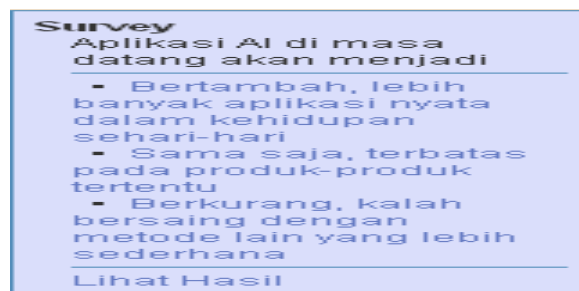 Survey
Aplikasi AI di masa
datang akan menjadi
▪ Bertambah, lebih
banyak aplikasi nyata
dalam kehidupan
sehari-hari
▪ Sama saja, terbatas
pada produk-produk
tertentu
▪ Berkurang, kalah
bersaing dengan
metode lain yang lebih
sederhana
Lihat Hasil